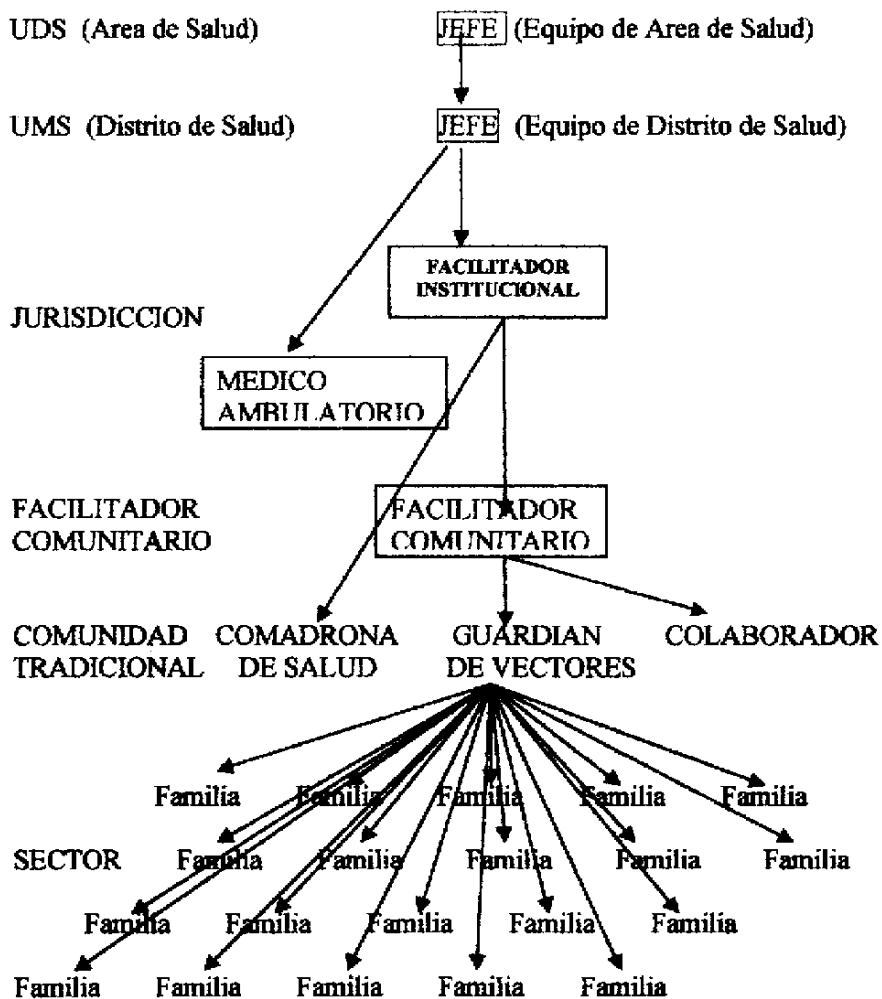 UDS (Area de Salud) JEFE (Equipo de Area de Salud)
UMS (Distrito de Salud) JEFE (Equipo de Distrito de Salud)
FACILITADOR
INSTITUCIONAL
JURISDICCION
MEDICO
AMBULATORIO
FACILITADOR FACILITADOR
COMUNITARIO COMUNITARIO
COMUNIDAD COMADRONA GUARDIAN COLABORADOR
TRADICIONAL DE SALUD DE VECTORES
Familia Familia Familia Familia Familia
SECTOR Familia Familia Familia Familia Familia
Familia Familia Familia Familia Familia
Familia Familia Familia Familia Familia